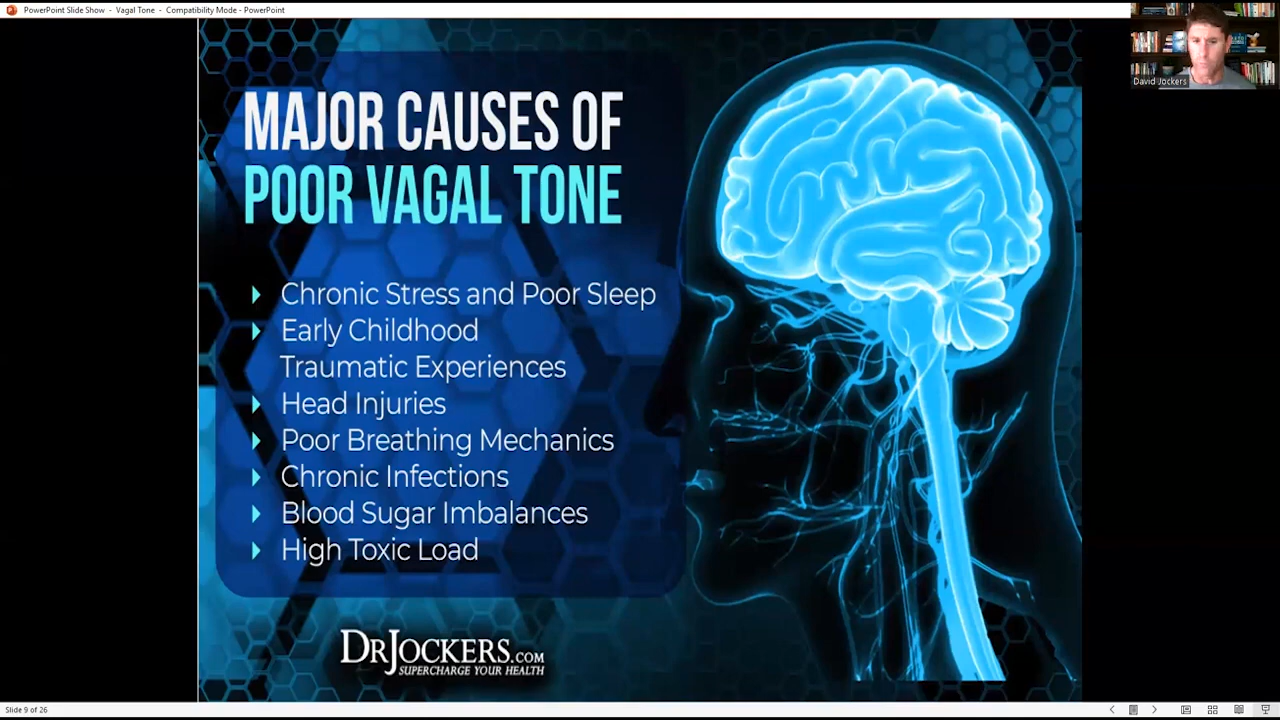 PowerPoint Slide Show - Vagal Tone - Compatibility Mode - PowerPoint
David Jockers
MAJOR CAUSES OF
POOR VAGAL TONE
Chronic Stress and Poor Sleep
Early Childhood
Traumatic Experiences
Head Injuries
Poor Breathing Mechanics
Chronic Infections
Blood Sugar Imbalances
High Toxic Load
DRJOCKERS.COM
SUPERCHARGE YOUR HEALTH
Slide 9 of 26